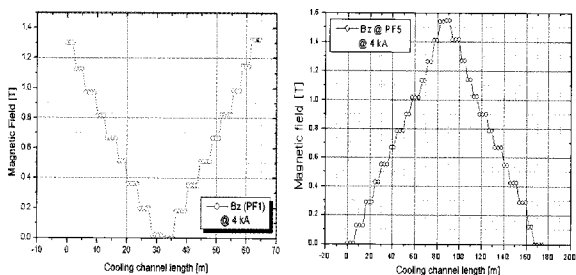 1.4
1.2
1.0
0.8
0.6
0.4
0.2
0.0
Magnetic Field [T]
Bz (PF1)
@ 4 kA
-10 0 10 20 30 40 50 60 70
Cooling channel length [m]
1.6
1.4
1.2
1.0
0.8
0.6
0.4
0.2
0.0
Magnetic field [T]
Bz @ PF5
@ 4 kA
-20 0 20 40 60 80 100 120 140 160 180 200
Cooling channel length [m]